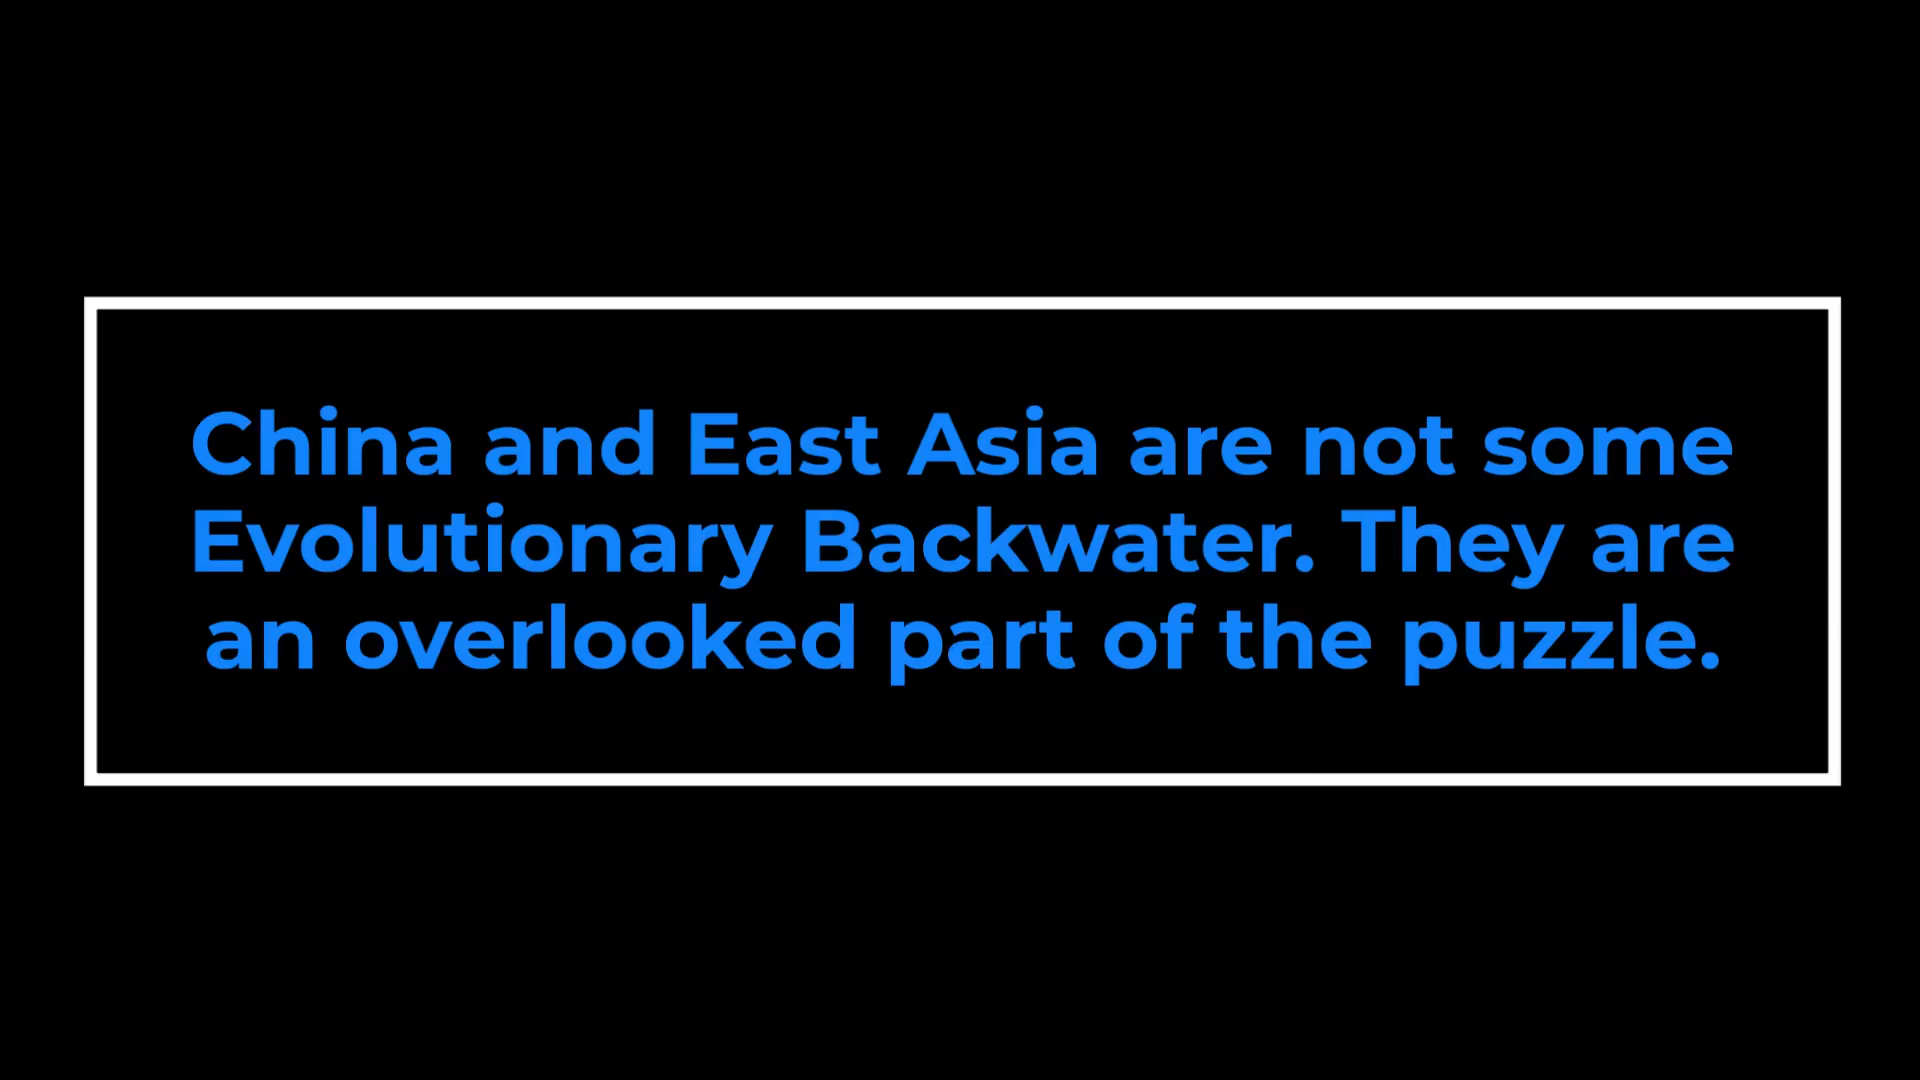 China and East Asia are not some
Evolutionary Backwater. They are
an overlooked part of the puzzle.